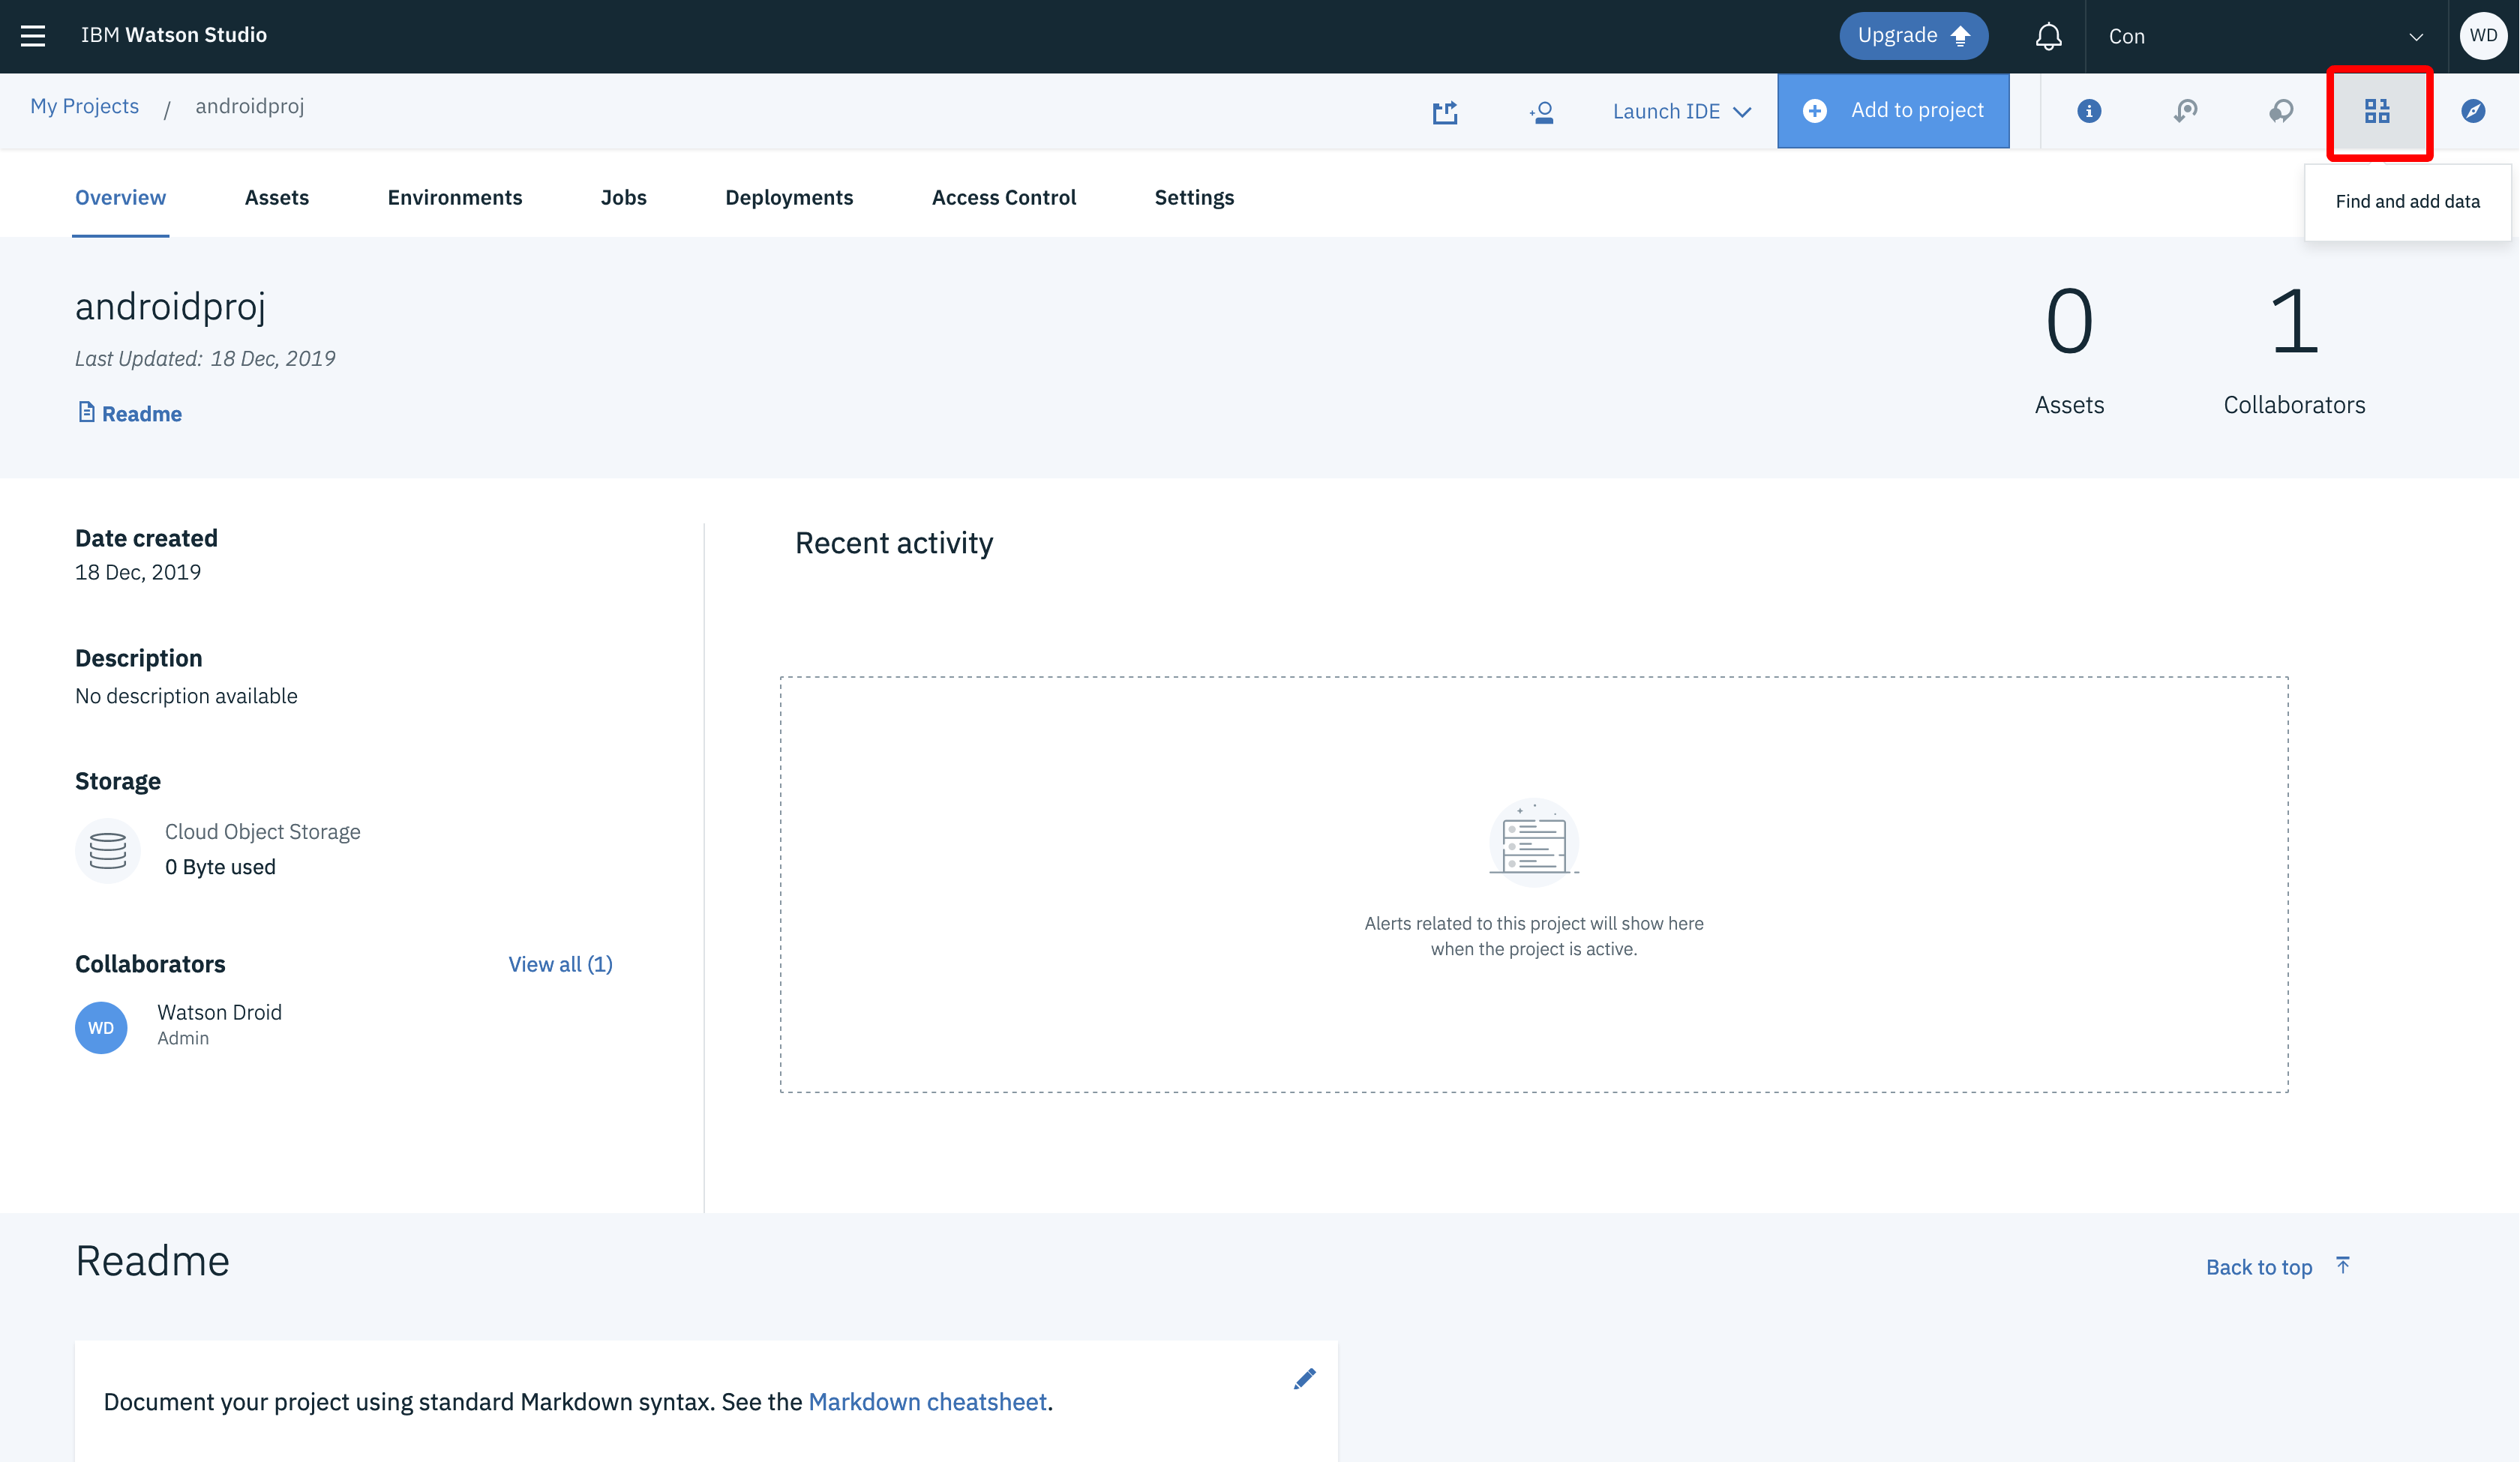 IBM Watson Studio
Upgrade
Con
WD
My Projects / androidproj
Launch IDE
Add to project
Overview
Assets
Environments
Jobs
Deployments
Access Control
Settings
Find and add data
androidproj
Last Updated: 18 Dec, 2019
Readme
0
Assets
1
Collaborators
Date created
18 Dec, 2019
Description
No description available
Storage
Cloud Object Storage
0 Byte used
Collaborators
View all (1)
WD
Watson Droid
Admin
Recent activity
Alerts related to this project will show here
when the project is active.
Readme
Back to top
Document your project using standard Markdown syntax. See the Markdown cheatsheet.